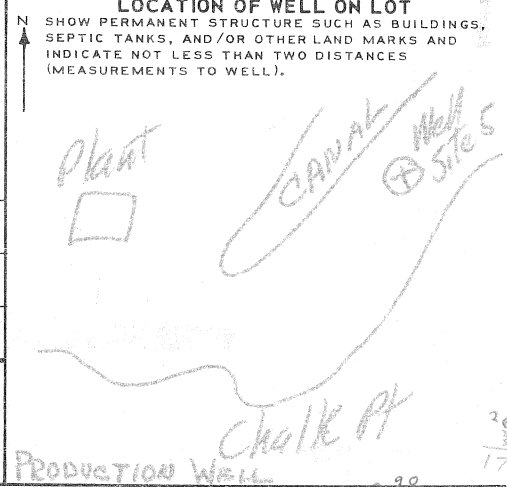 LOCATION OF WELL ON LOT
N
SHOW PERMANENT STRUCTURE SUCH AS BUILDINGS,
SEPTIC TANKS, AND/OR OTHER LAND MARKS AND
INDICATE NOT LESS THAN TWO DISTANCES
(MEASUREMENTS TO WELL).
Plant
CANAL
Well
Site 5
Chalk Pt
PRODUCTION WELL
90